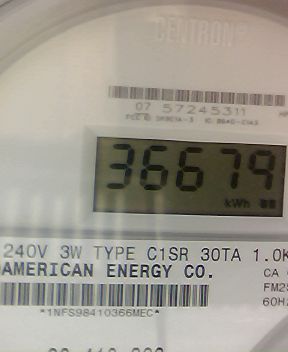 CENTRON®
07 57245311
36679
kWh
240V 3W TYPE C1SR 30TA 1.0K
AMERICAN ENERGY CO.
CA
FM2S
60Hz
*1NFS98410366MEC*